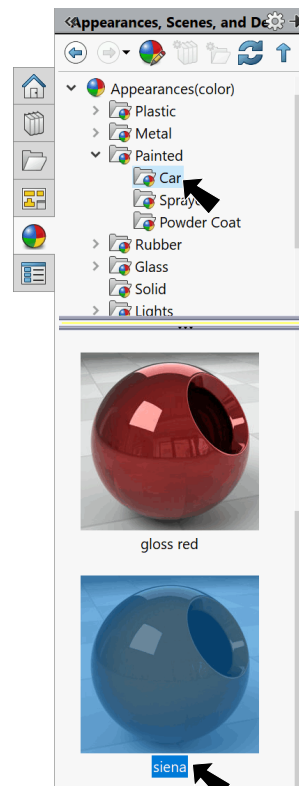 Appearances, Scenes, and De
Appearances(color)
Plastic
Metal
Painted
Car
Spraye
Powder Coat
Rubber
Glass
Solid
Lights
gloss red
siena